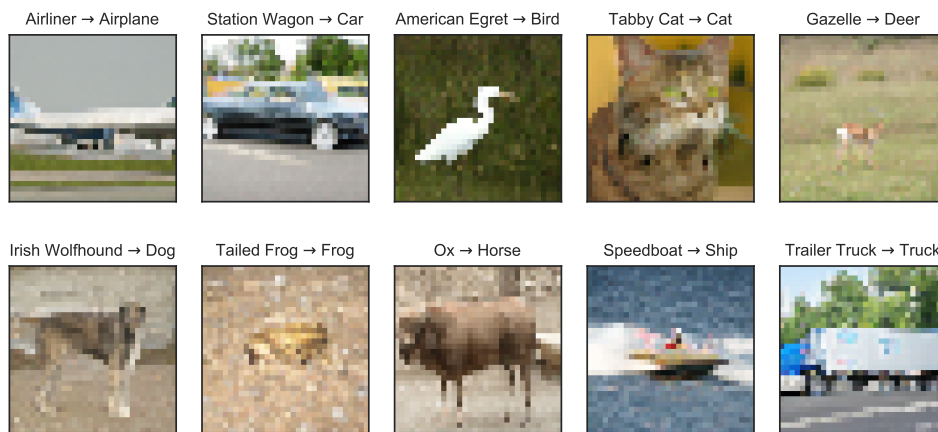 Airliner → Airplane
Station Wagon → Car
American Egret → Bird
Tabby Cat → Cat
Gazelle → Deer
Irish Wolfhound → Dog
Tailed Frog → Frog
Ox → Horse
Speedboat → Ship
Trailer Truck → Truck